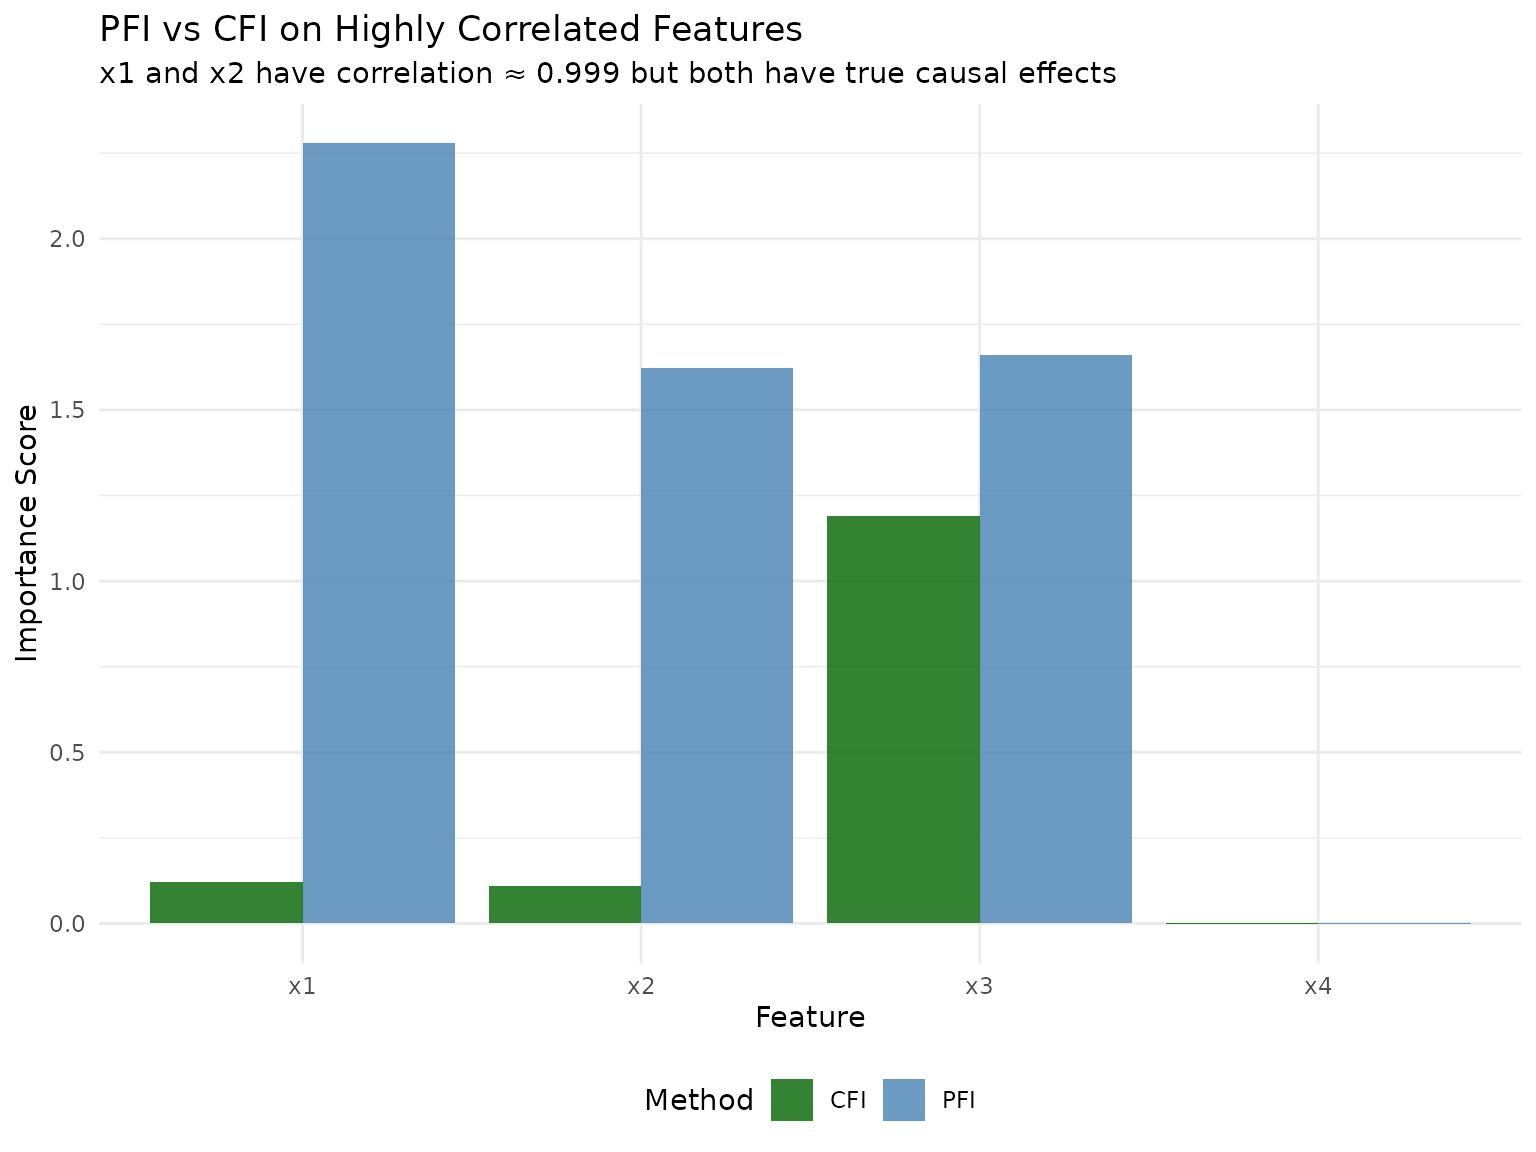 PFI vs CFI on Highly Correlated Features
x1 and x2 have correlation ≈ 0.999 but both have true causal effects
Importance Score
2.0
1.5
1.0
0.5
0.0
x1 x2 x3 x4
Feature
Method CFI PFI